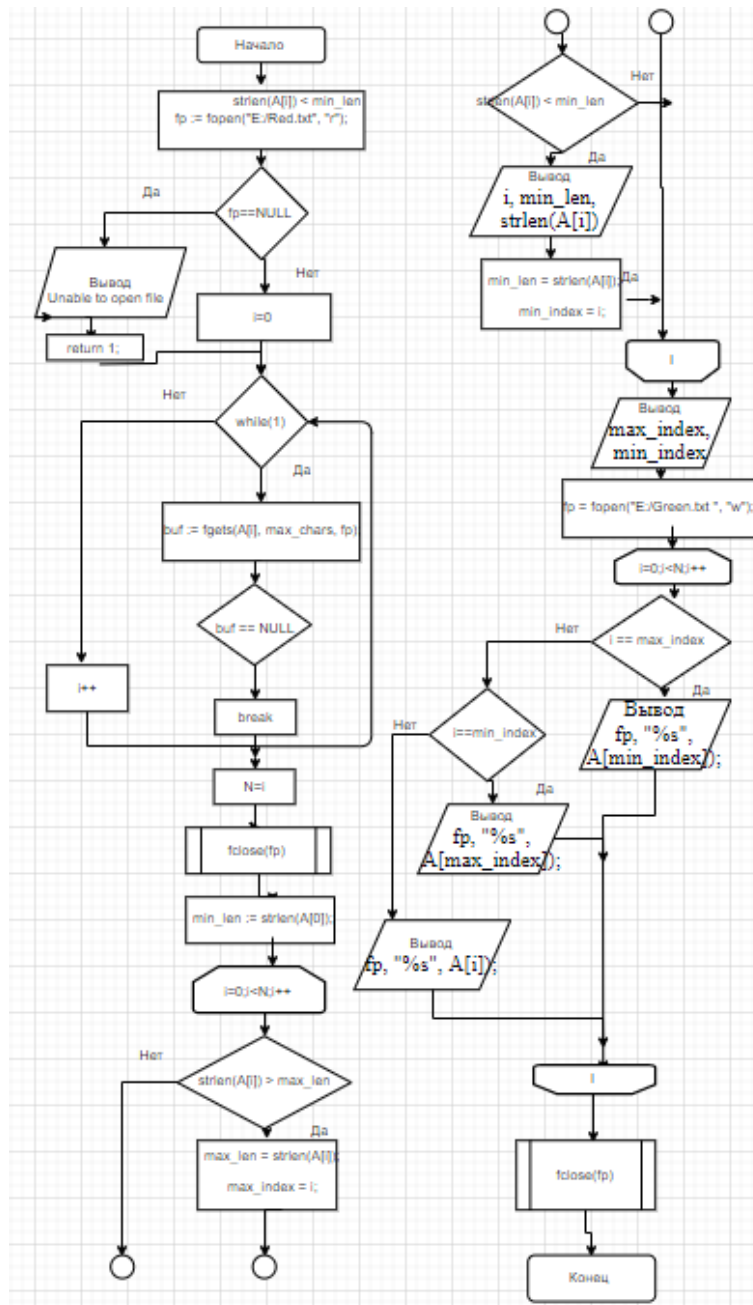 Начало
strlen(A[i]) < min_len
fp := fopen("E:/Red.txt", "r");
Да
fp==NULL
Нет
Вывод
Unable to open file
return 1;
i=0
Нет
while(1)
Да
buf := fgets(A[i], max_chars, fp)
buf == NULL
i++
break
N=i
fclose(fp)
min_len := strlen(A[0]);
i=0;i<N;i++
Нет
strlen(A[i]) > max_len
Да
max_len = strlen(A[i]);
max_index = i;
Нет
strlen(A[i]) < min_len
Да
Вывод
i, min_len,
strlen(A[i])
min_len = strlen(A[i]);
Да
min_index = i;
I
Вывод
max_index,
min_index
fp = fopen("E:/Green.txt ", "w");
i=0;i<N;i++
Нет
i == max_index
Да
Вывод
fp, "%s",
A[min_index]);
Нет
i==min_index
Да
Вывод
fp, "%s",
A[max_index]);
Вывод
fp, "%s", A[i]);
I
fclose(fp)
Конец